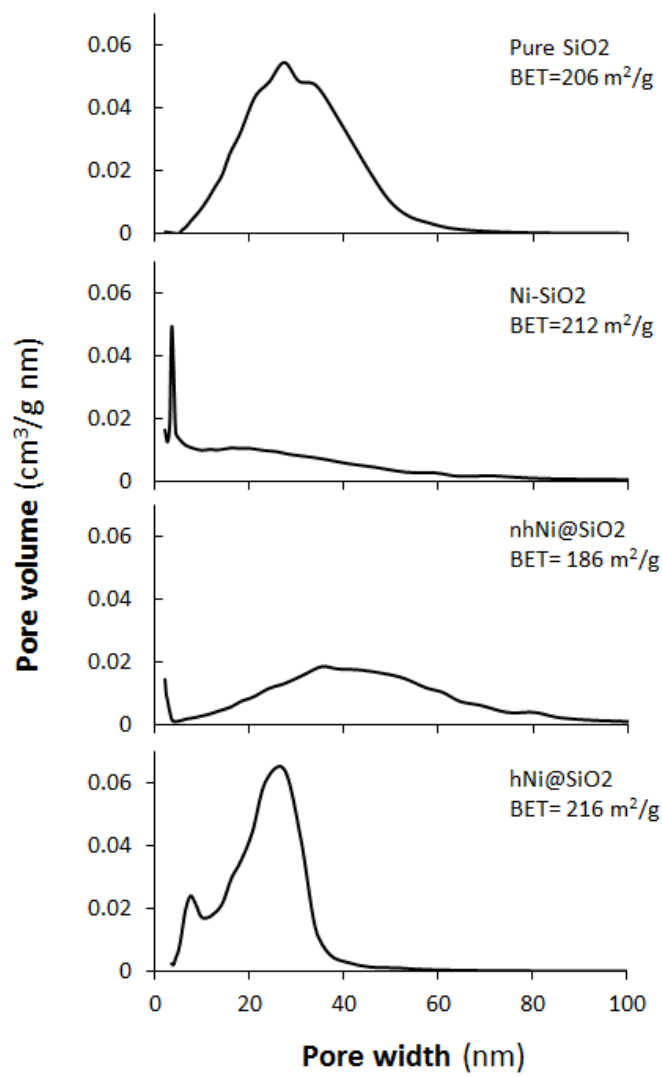 0.06
0.04
0.02
0
Pure SiO2
BET=206 m²/g
0.06
0.04
0.02
0
Ni-SiO2
BET=212 m²/g
0.06
0.04
0.02
0
nhNi@SiO2
BET= 186 m²/g
0.06
0.04
0.02
0
hNi@SiO2
BET= 216 m²/g
0 20 40 60 80 100
Pore volume (cm³/g nm)
Pore width (nm)